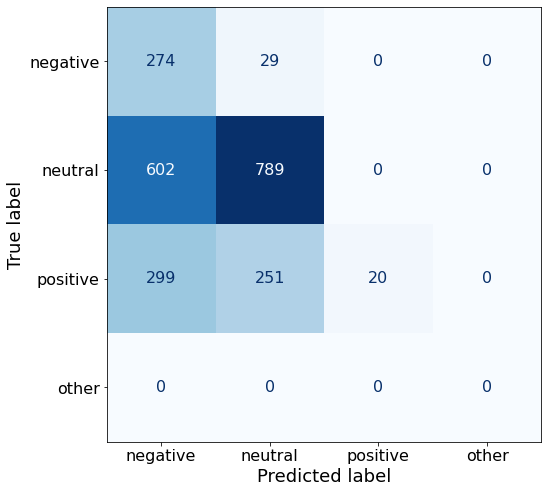 negative 274 29 0 0
neutral 602 789 0 0
positive 299 251 20 0
other 0 0 0 0
negative neutral positive other
Predicted label
True label